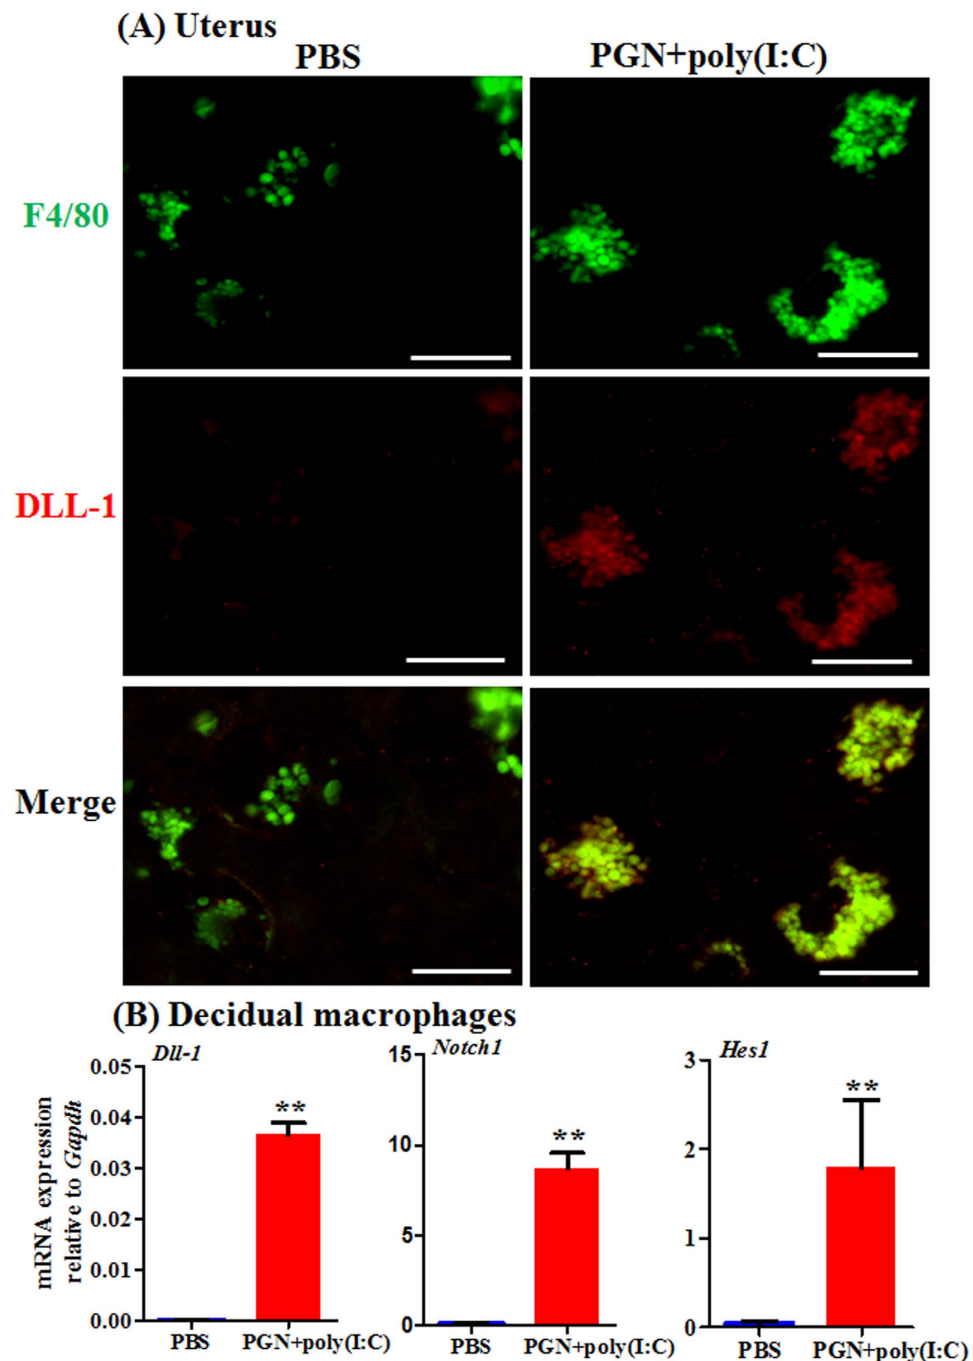 (A) Uterus
PBS
PGN+poly(I:C)
F4/80
DLL-1
Merge
(B) Decidual macrophages
mRNA expression
relative to Gapdh
Dll-1
0.05
0.04
0.03
0.02
0.01
0.00
**
PBS
PGN+poly(I:C)
Notch1
15
10
5
0
**
PBS
PGN+poly(I:C)
Hes1
3
2
1
0
**
PBS
PGN+poly(I:C)